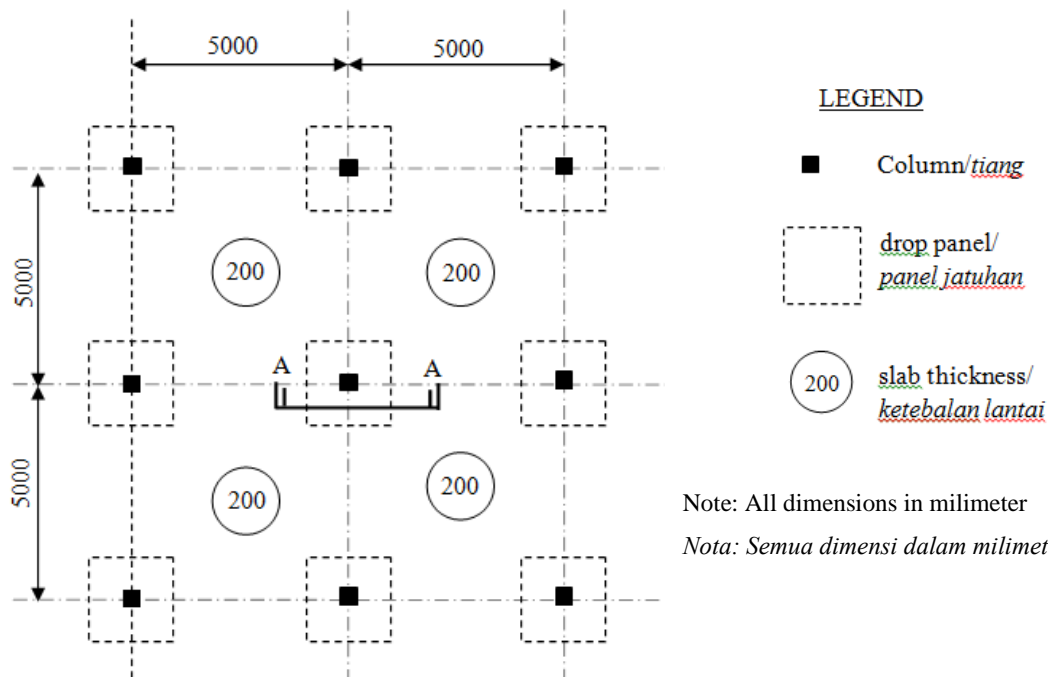 5000
5000
LEGEND
Column/tiang
drop panel/
panel jatuhan
5000
200
200
A
A
200
slab thickness/
ketebalan lantai
5000
200
200
Note: All dimensions in milimeter
Nota: Semua dimensi dalam milimet